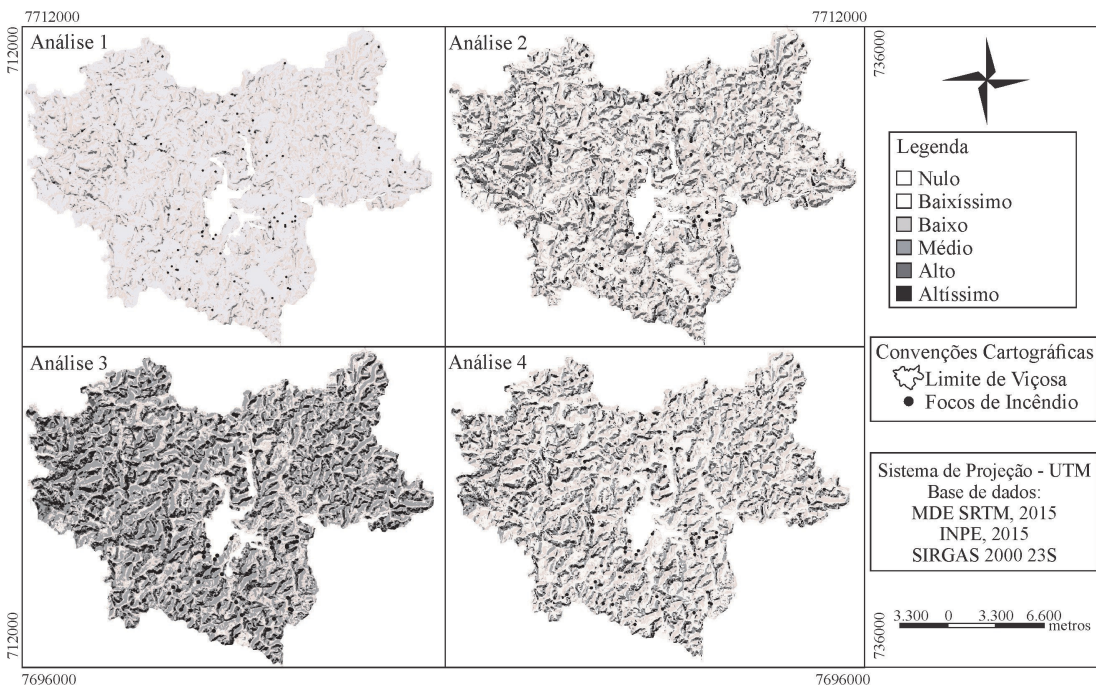 7712000
7712000
712000
736000
Análise 1
Análise 2
Análise 3
Análise 4
712000
736000
7696000
7696000
Legenda
Nulo
Baixíssimo
Baixo
Médio
Alto
Altíssimo
Convenções Cartográficas
Limite de Viçosa
Focos de Incêndio
Sistema de Projeção - UTM
Base de dados:
MDE SRTM, 2015
INPE, 2015
SIRGAS 2000 23S
3.300 0 3.300 6.600
metros